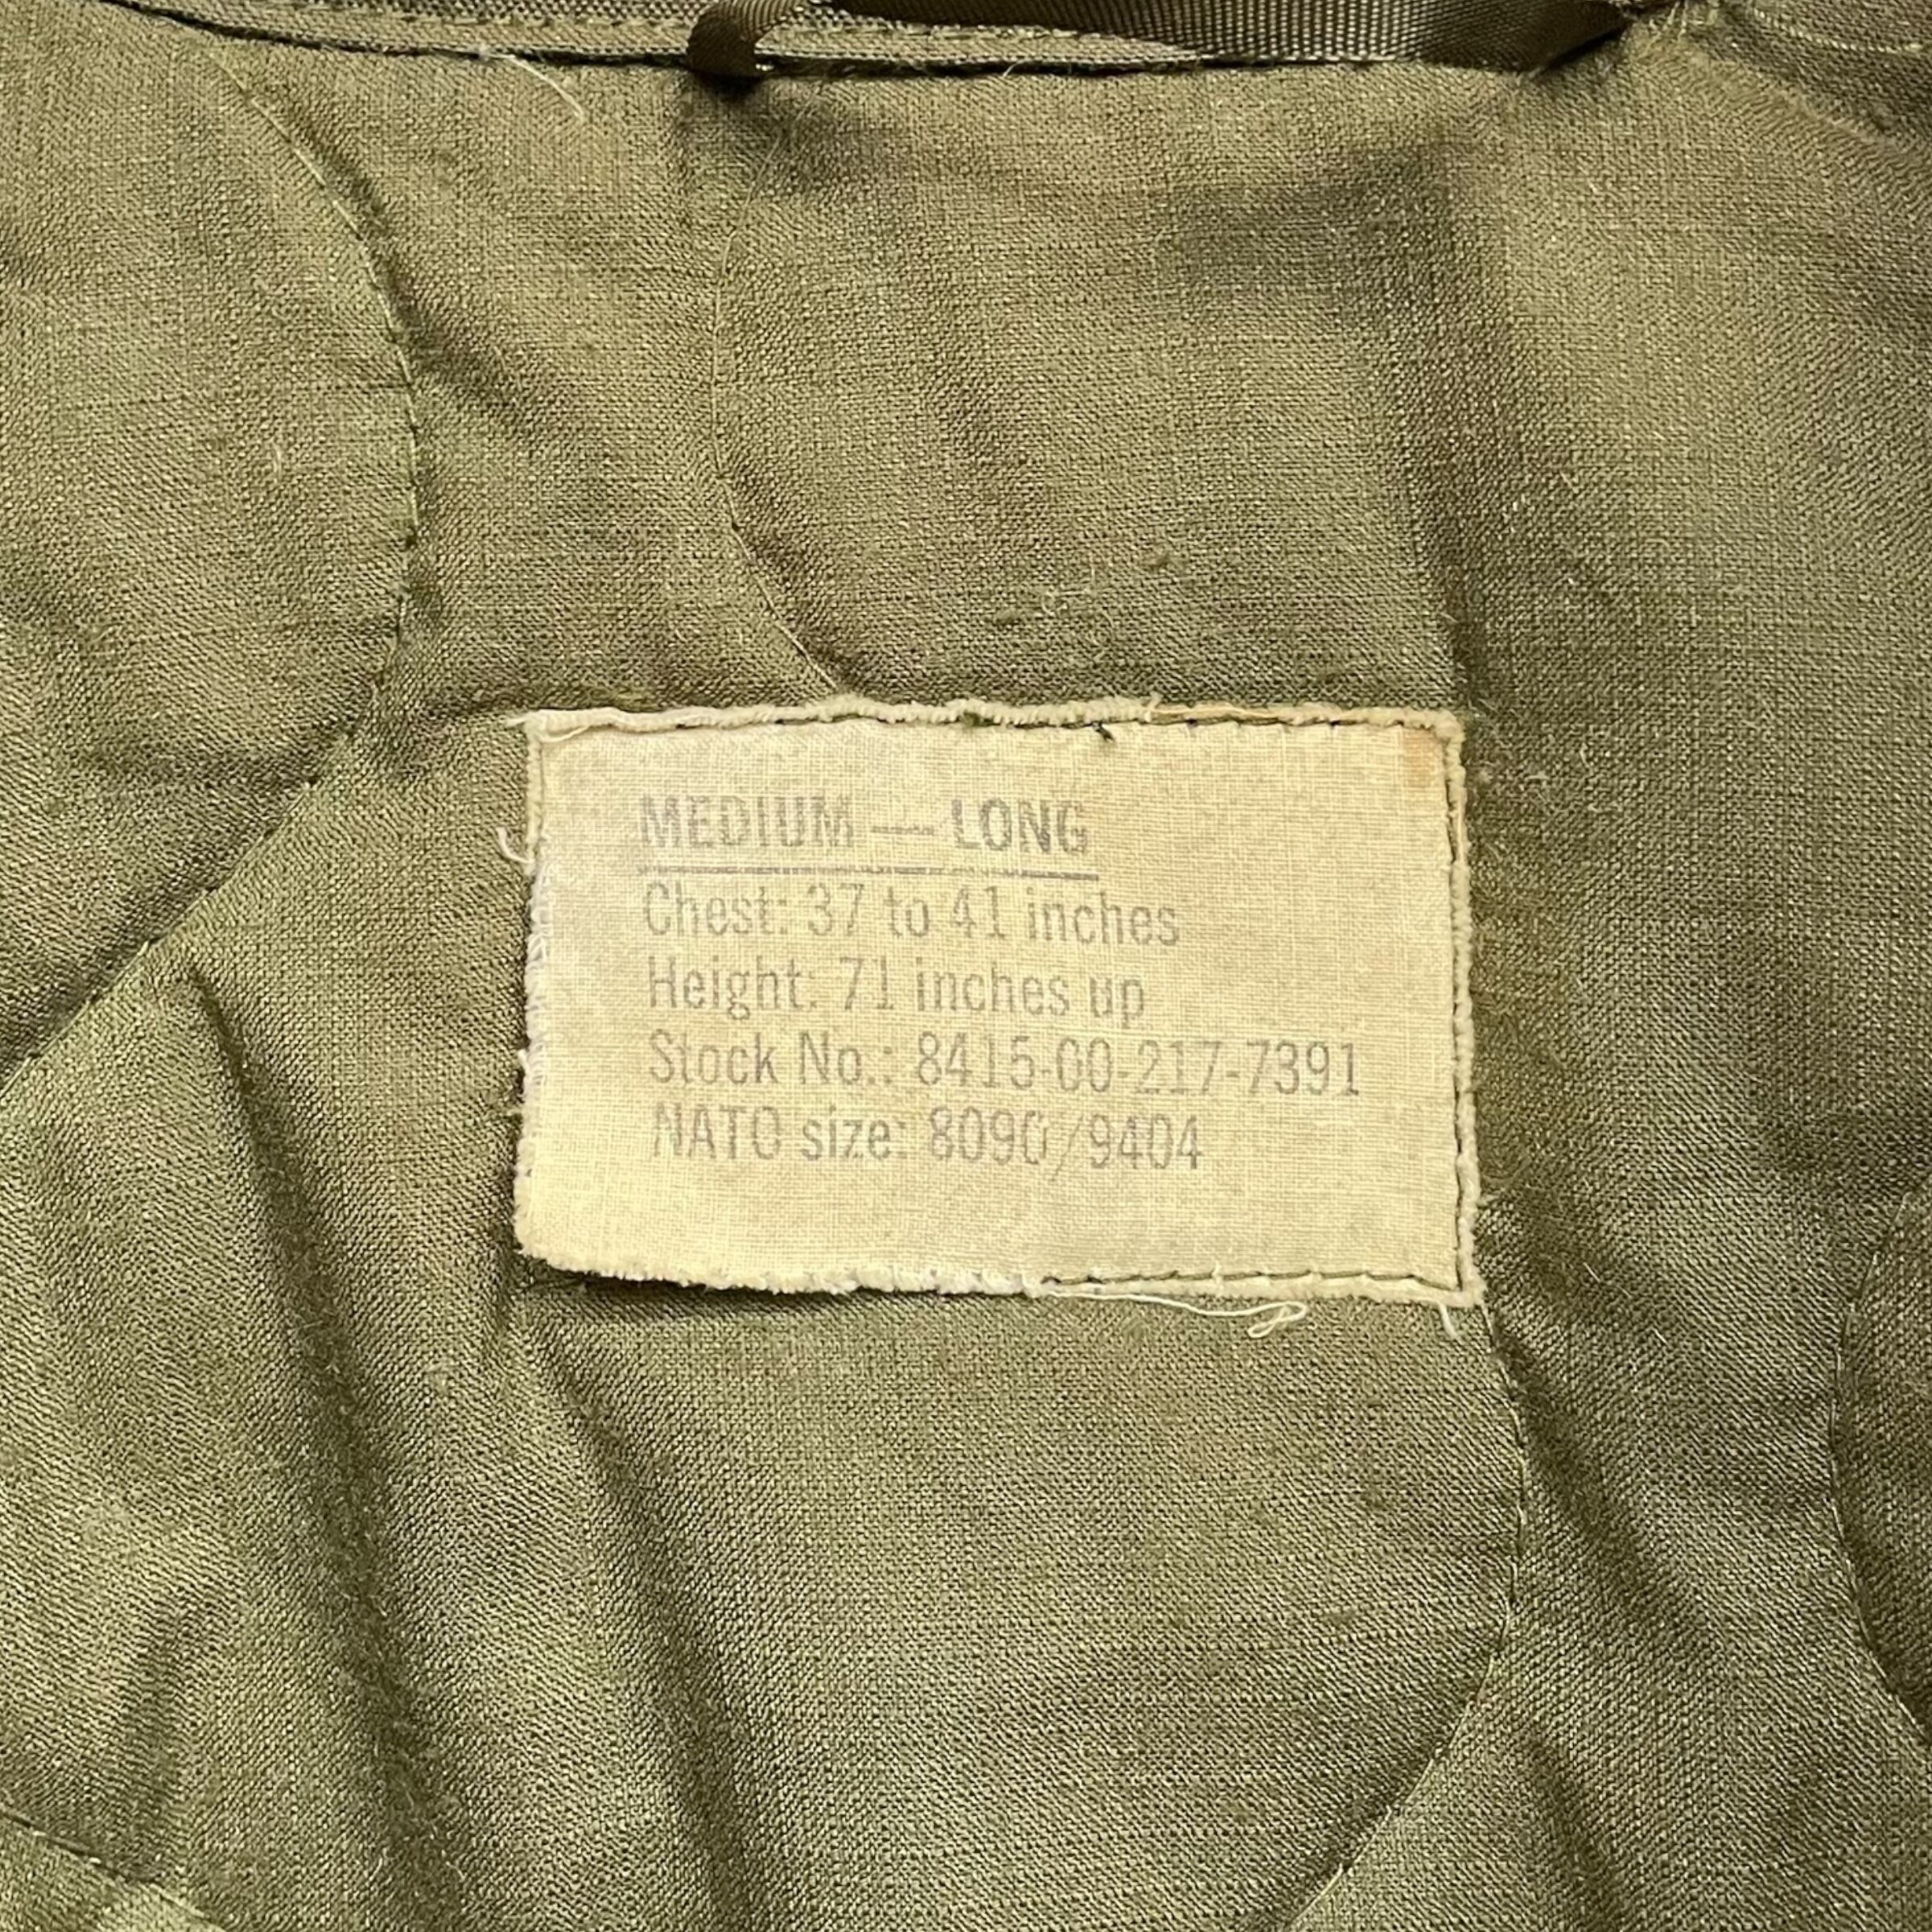 MEDIUM — LONG
Chest: 37 to 41 inches
Height: 71 inches up
Stock No.: 8415-00-217-7391
NATO size: 8090/9404